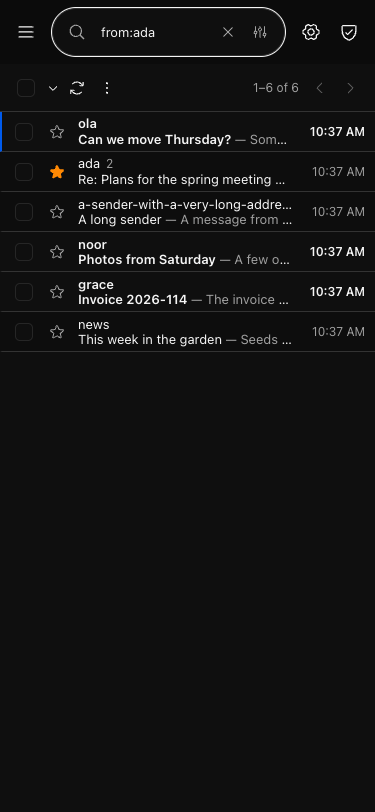 from:ada
1–6 of 6
ola
Can we move Thursday? — Som...
10:37 AM
ada 2
Re: Plans for the spring meeting ...
10:37 AM
a-sender-with-a-very-long-addre...
A long sender — A message from ...
10:37 AM
noor
Photos from Saturday — A few o...
10:37 AM
grace
Invoice 2026-114 — The invoice ...
10:37 AM
news
This week in the garden — Seeds ...
10:37 AM